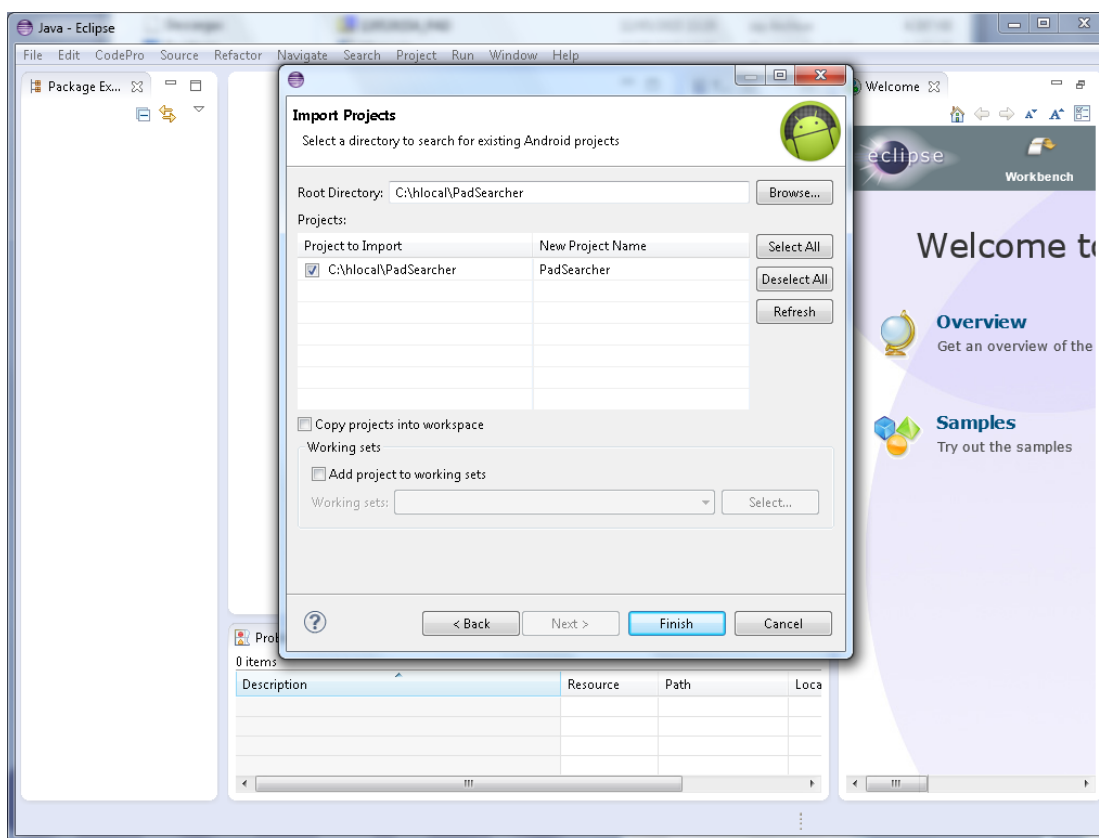 Java - Eclipse
File Edit CodePro Source Refactor Navigate Search Project Run Window Help
Package Ex...
Import Projects
Select a directory to search for existing Android projects
Root Directory: C:\hlocal\PadSearcher Browse...
Projects:
Project to Import New Project Name
C:\hlocal\PadSearcher PadSearcher
Select All
Deselect All
Refresh
Copy projects into workspace
Working sets
Add project to working sets
Working sets: Select...
< Back Next > Finish Cancel
Welcome
eclipse
Workbench
Welcome to
Overview
Get an overview of the
Samples
Try out the samples
Prob
0 items
Description Resource Path Loca